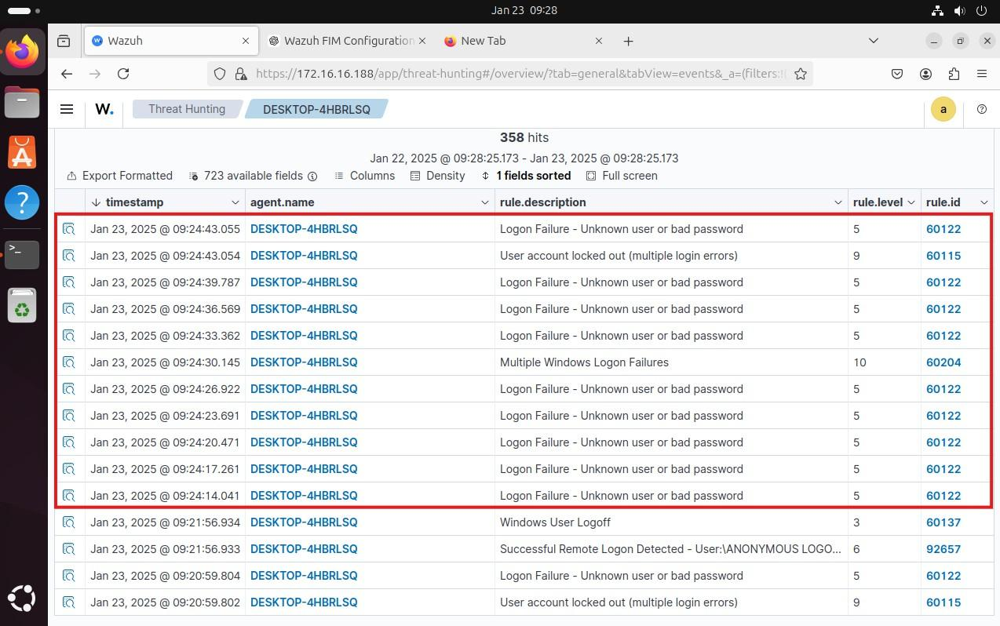 Jan 23 09:28
Wazuh
Wazuh FIM Configuration
New Tab
https://172.16.16.188/app/threat-hunting#/overview/?tab=general&tabView=events&_a=(filters:!(
W.
Threat Hunting
DESKTOP-4HBRLSQ
a
358 hits
Jan 22, 2025 @ 09:28:25.173 - Jan 23, 2025 @ 09:28:25.173
Export Formatted 723 available fields Columns Density 1 fields sorted Full screen
timestamp agent.name rule.description rule.level rule.id
Jan 23, 2025 @ 09:24:43.055 DESKTOP-4HBRLSQ Logon Failure - Unknown user or bad password 5 60122
Jan 23, 2025 @ 09:24:43.054 DESKTOP-4HBRLSQ User account locked out (multiple login errors) 9 60115
Jan 23, 2025 @ 09:24:39.787 DESKTOP-4HBRLSQ Logon Failure - Unknown user or bad password 5 60122
Jan 23, 2025 @ 09:24:36.569 DESKTOP-4HBRLSQ Logon Failure - Unknown user or bad password 5 60122
Jan 23, 2025 @ 09:24:33.362 DESKTOP-4HBRLSQ Logon Failure - Unknown user or bad password 5 60122
Jan 23, 2025 @ 09:24:30.145 DESKTOP-4HBRLSQ Multiple Windows Logon Failures 10 60204
Jan 23, 2025 @ 09:24:26.922 DESKTOP-4HBRLSQ Logon Failure - Unknown user or bad password 5 60122
Jan 23, 2025 @ 09:24:23.691 DESKTOP-4HBRLSQ Logon Failure - Unknown user or bad password 5 60122
Jan 23, 2025 @ 09:24:20.471 DESKTOP-4HBRLSQ Logon Failure - Unknown user or bad password 5 60122
Jan 23, 2025 @ 09:24:17.261 DESKTOP-4HBRLSQ Logon Failure - Unknown user or bad password 5 60122
Jan 23, 2025 @ 09:24:14.041 DESKTOP-4HBRLSQ Logon Failure - Unknown user or bad password 5 60122
Jan 23, 2025 @ 09:21:56.934 DESKTOP-4HBRLSQ Windows User Logoff 3 60137
Jan 23, 2025 @ 09:21:56.933 DESKTOP-4HBRLSQ Successful Remote Logon Detected - User:\ANONYMOUS LOGO... 6 92657
Jan 23, 2025 @ 09:20:59.804 DESKTOP-4HBRLSQ Logon Failure - Unknown user or bad password 5 60122
Jan 23, 2025 @ 09:20:59.802 DESKTOP-4HBRLSQ User account locked out (multiple login errors) 9 60115